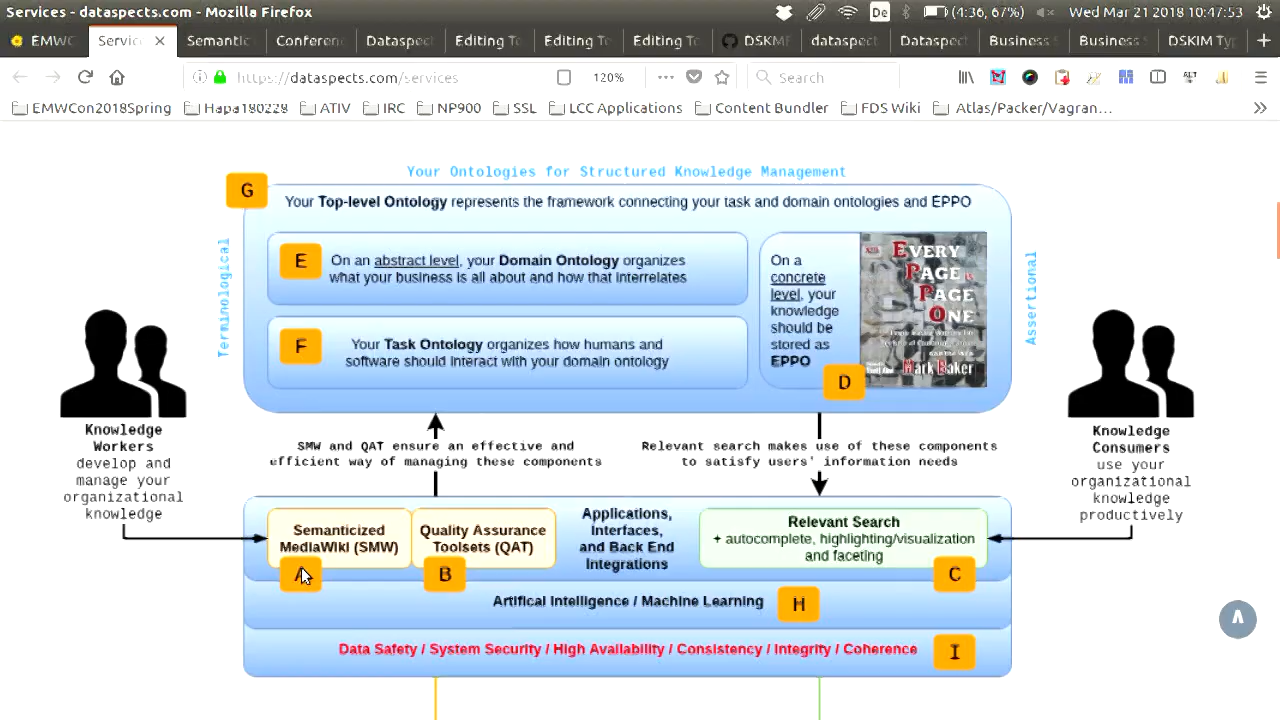 Services - dataspects.com - Mozilla Firefox
De
(4:36, 67%)
Wed Mar 21 2018 10:47:53
EMWC
Servic
Semantic
Conferen
Dataspe
Editing To
Editing To
Editing To
DSKMF
dataspect
Dataspect
Business S
Business S
DSKIM Typ
https://dataspects.com/services
120%
Search
ALT
EMWCon2018Spring
Hapa180228
ATIV
IRC
NP900
SSL
LCC Applications
Content Bundler
FDS Wiki
Atlas/Packer/Vagran...
Your Ontologies for Structured Knowledge Management
G
Your Top-level Ontology represents the framework connecting your task and domain ontologies and EPPO
Terminological
E
On an abstract level, your Domain Ontology organizes
what your business is all about and how that interrelates
F
Your Task Ontology organizes how humans and
software should interact with your domain ontology
On a
concrete
level, your
knowledge
should be
stored as
EPPO
EVERY
PAGE IS
PAGE
ONE
Mark Baker
D
Assertional
Knowledge
Workers
develop and
manage your
organizational
knowledge
SMW and QAT ensure an effective and
efficient way of managing these components
Relevant search makes use of these components
to satisfy users' information needs
Knowledge
Consumers
use your
organizational
knowledge
productively
Semanticized
MediaWiki (SMW)
A
Quality Assurance
Toolsets (QAT)
B
Applications,
Interfaces,
and Back End
Integrations
Relevant Search
+ autocomplete, highlighting/visualization
and faceting
C
Artifical Intelligence / Machine Learning
H
Data Safety / System Security / High Availability / Consistency / Integrity / Coherence
I